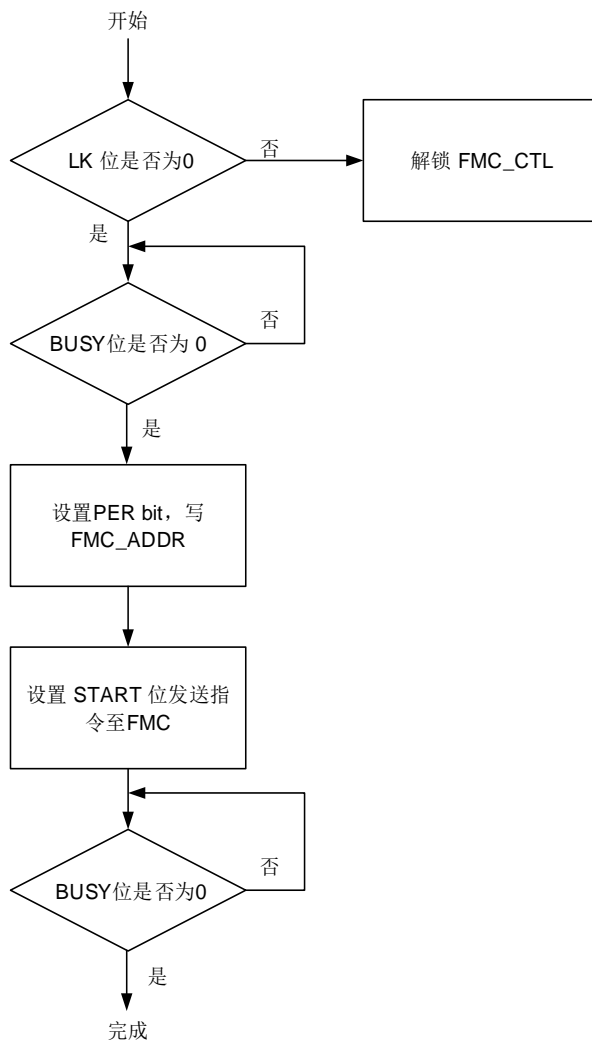 开始
LK 位是否为0
否
解锁 FMC_CTL
是
BUSY位是否为 0
否
是
设置PER bit，写
FMC_ADDR
设置 START 位发送指
令至FMC
BUSY位是否为0
否
是
完成